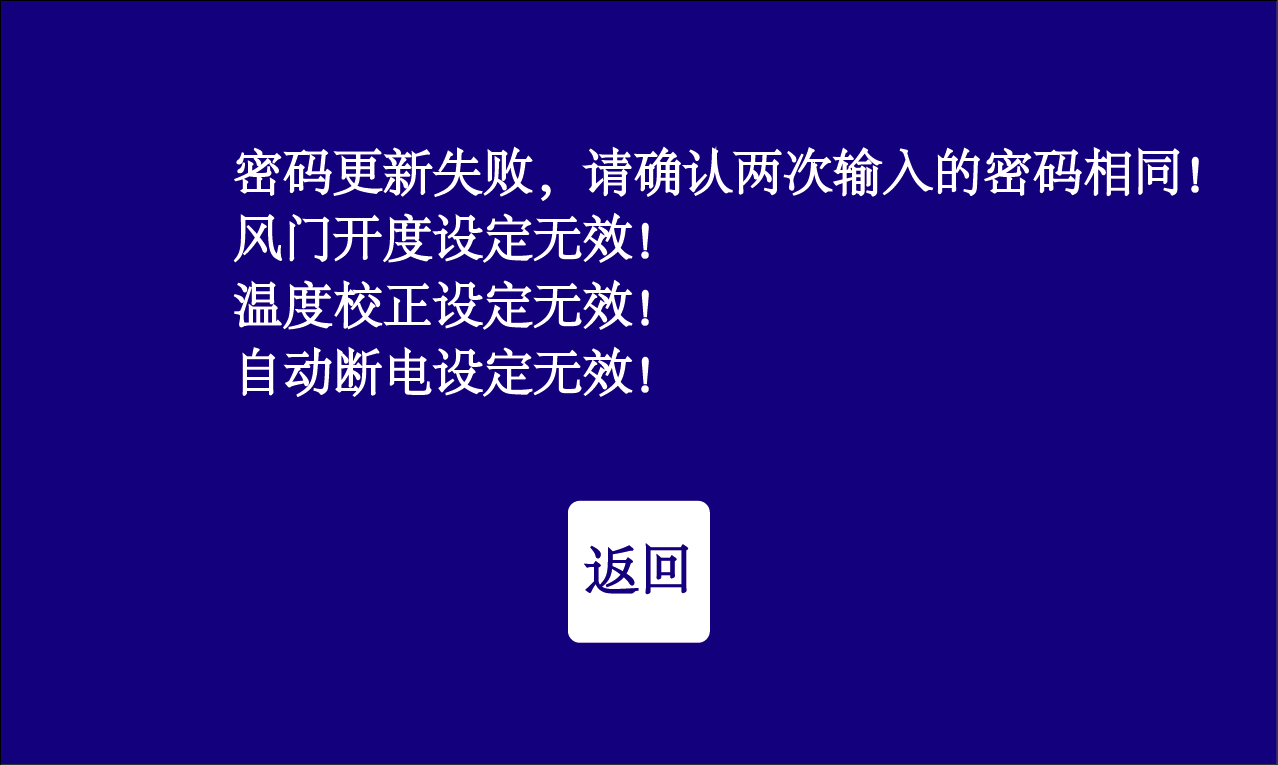 密码更新失败，请确认两次输入的密码相同！
风门开度设定无效！
温度校正设定无效！
自动断电设定无效！
返回